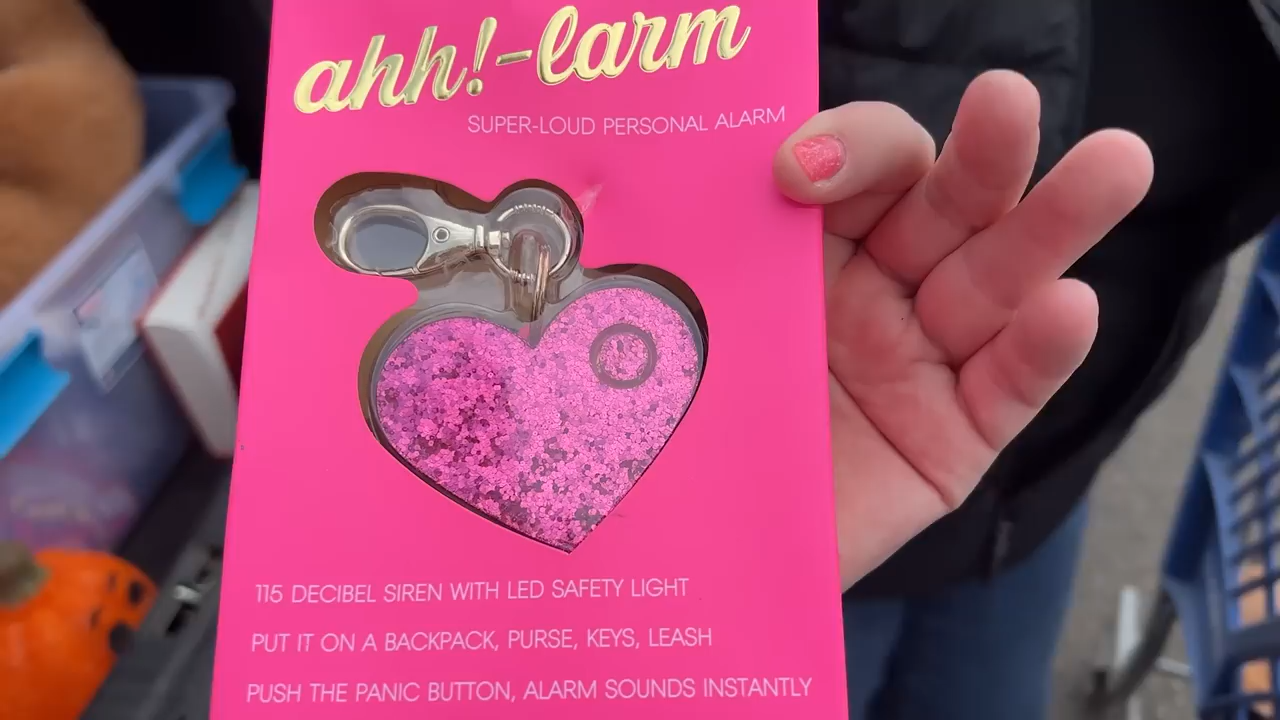 ahh!-larm
SUPER-LOUD PERSONAL ALARM
115 DECIBEL SIREN WITH LED SAFETY LIGHT
PUT IT ON A BACKPACK, PURSE, KEYS, LEASH
PUSH THE PANIC BUTTON, ALARM SOUNDS INSTANTLY